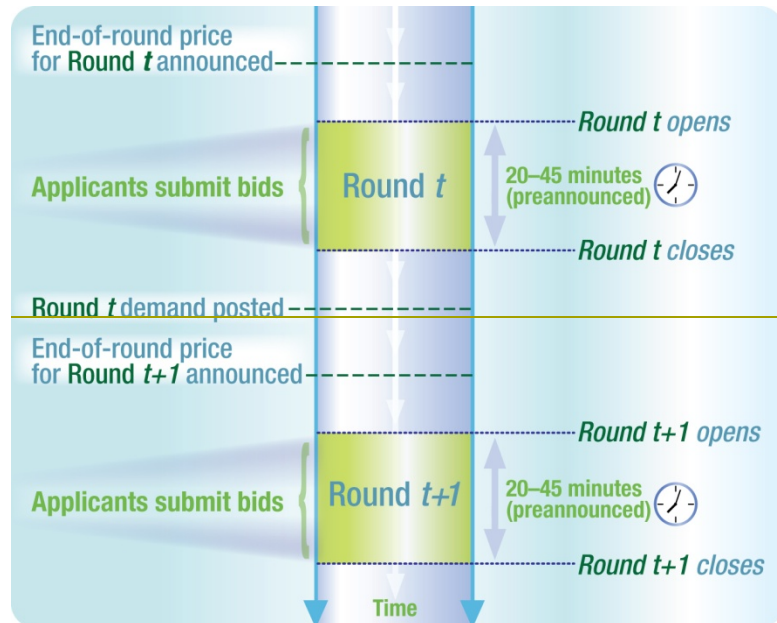 End-of-round price
for Round t announced
Round t opens
Applicants submit bids
Round t
20–45 minutes
(preannounced)
Round t closes
Round t demand posted
End-of-round price
for Round t+1 announced
Round t+1 opens
Applicants submit bids
Round t+1
20–45 minutes
(preannounced)
Round t+1 closes
Time